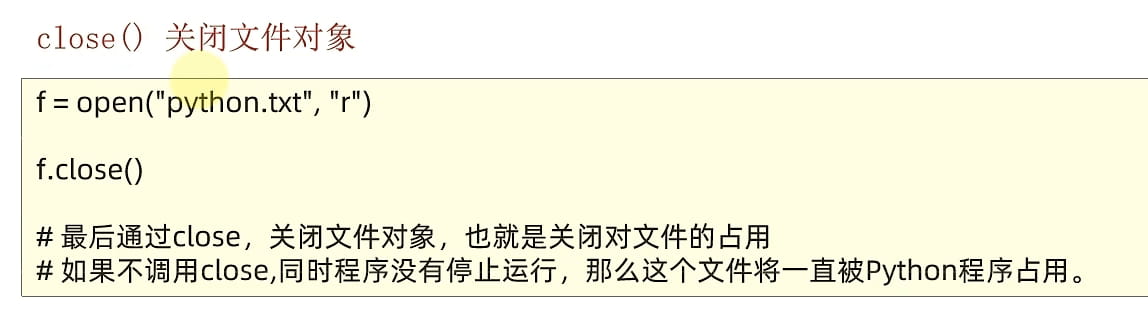 close() 关闭文件对象
f = open("python.txt", "r")
f.close()
# 最后通过close，关闭文件对象，也就是关闭对文件的占用
# 如果不调用close,同时程序没有停止运行，那么这个文件将一直被Python程序占用。